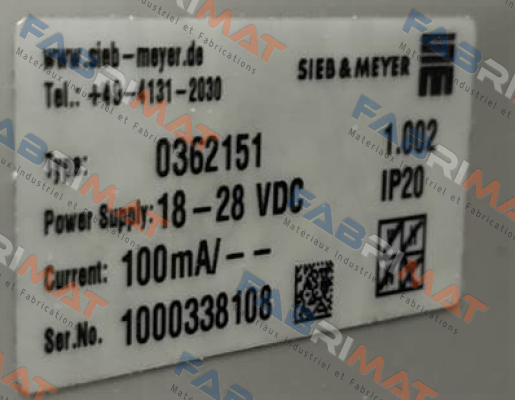 www.sieb-meyer.de
Tel.: +49-4131-2030
SIEB & MEYER
Type: 0362151
1.002
Power Supply: 18-28 VDC
IP20
Current: 100mA/--
Ser.No. 1000338108
FABRIMAT
Materiaux Industriel et Fabrications